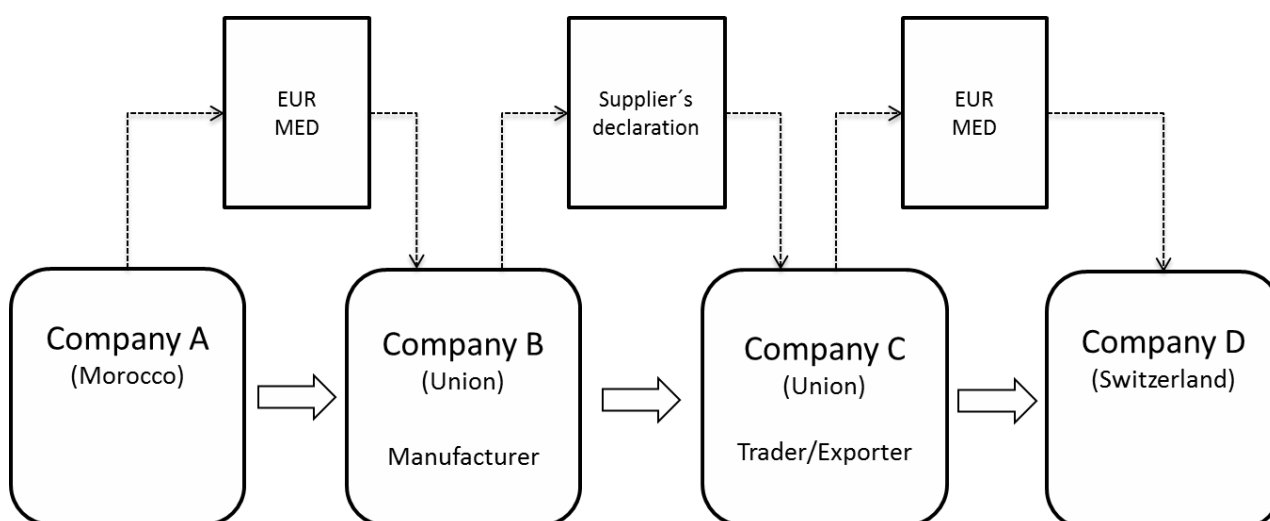 EUR
MED
Supplier´s
declaration
EUR
MED
Company A
(Morocco)
Company B
(Union)
Manufacturer
Company C
(Union)
Trader/Exporter
Company D
(Switzerland)